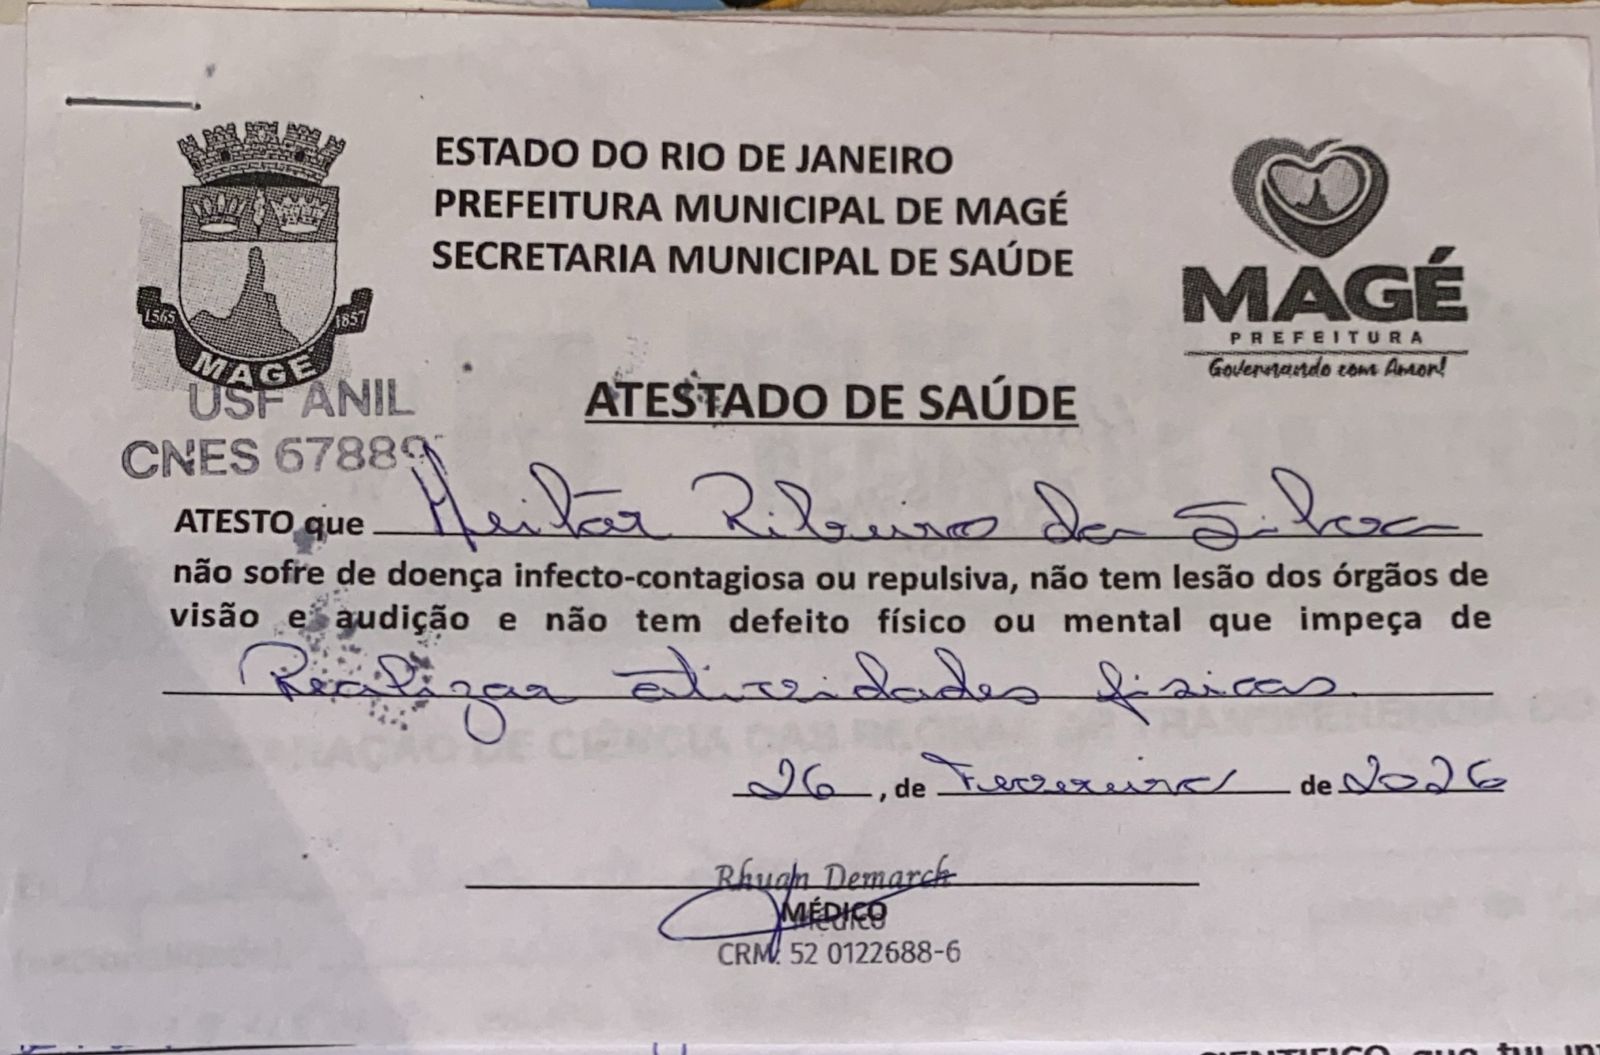 ESTADO DO RIO DE JANEIRO
PREFEITURA MUNICIPAL DE MAGÉ
SECRETARIA MUNICIPAL DE SAÚDE
1565 1857
MAGÉ
MAGÉ
PREFEITURA
Governando com Amor!
USF ANIL
CNES 67889
ATESTADO DE SAÚDE
ATESTO que Heitor Ribeiro da Silva
não sofre de doença infecto-contagiosa ou repulsiva, não tem lesão dos órgãos de
visão e audição e não tem defeito físico ou mental que impeça de
Realizar atividades físicas
26, de Fevereiro de 2026
Rhuan Demarch
MÉDICO
CRM. 52 0122688-6